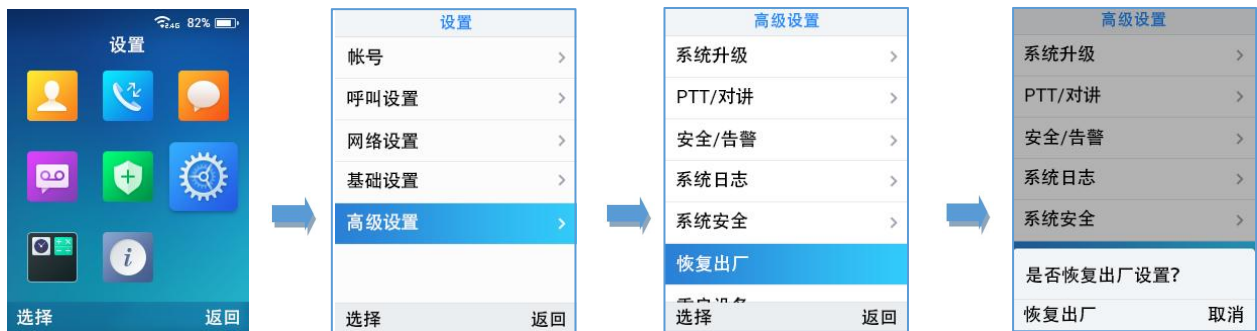 2.4G 82%
设置
选择 返回
设置
帐号
呼叫设置
网络设置
基础设置
高级设置
选择 返回
高级设置
系统升级
PTT/对讲
安全/告警
系统日志
系统安全
恢复出厂
选择 返回
高级设置
系统升级
PTT/对讲
安全/告警
系统日志
系统安全
是否恢复出厂设置?
恢复出厂 取消